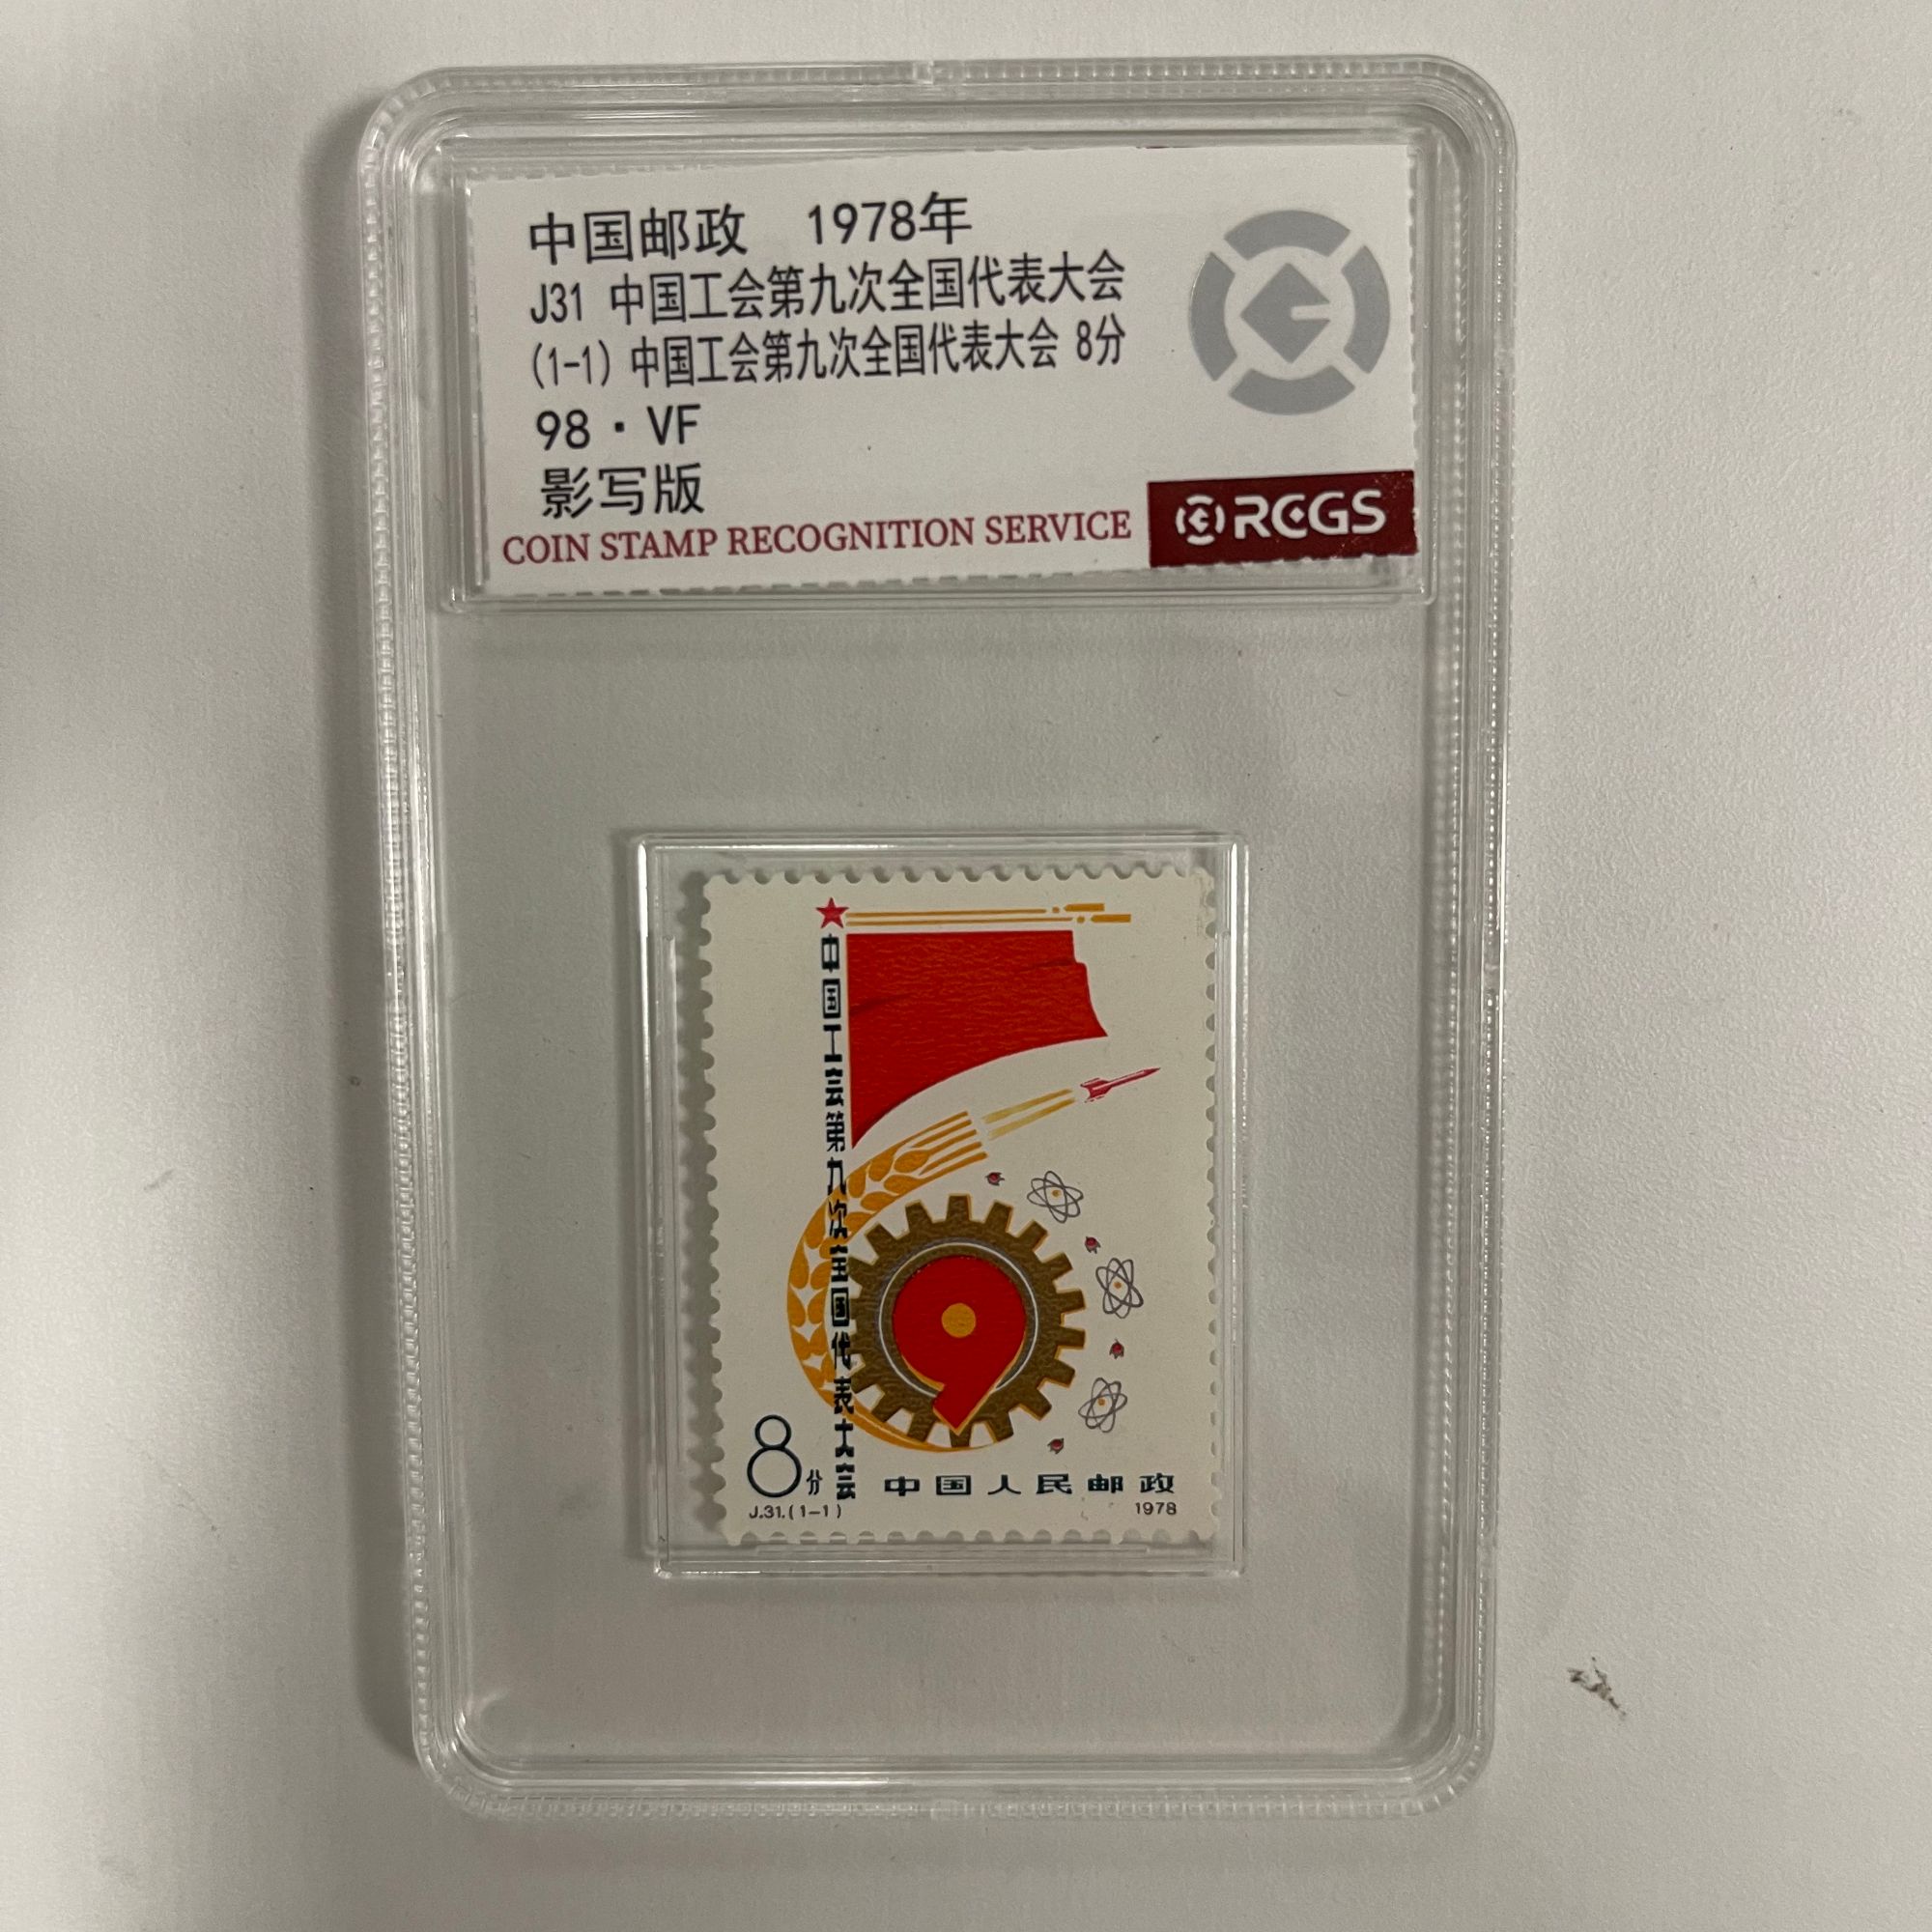 中国邮政 1978年
J31 中国工会第九次全国代表大会
(1-1) 中国工会第九次全国代表大会 8分
98·VF
影写版
COIN STAMP RECOGNITION SERVICE
RCGS
中国工会第九次全国代表大会
9
8分
中国人民邮政
J.31.(1-1)
1978